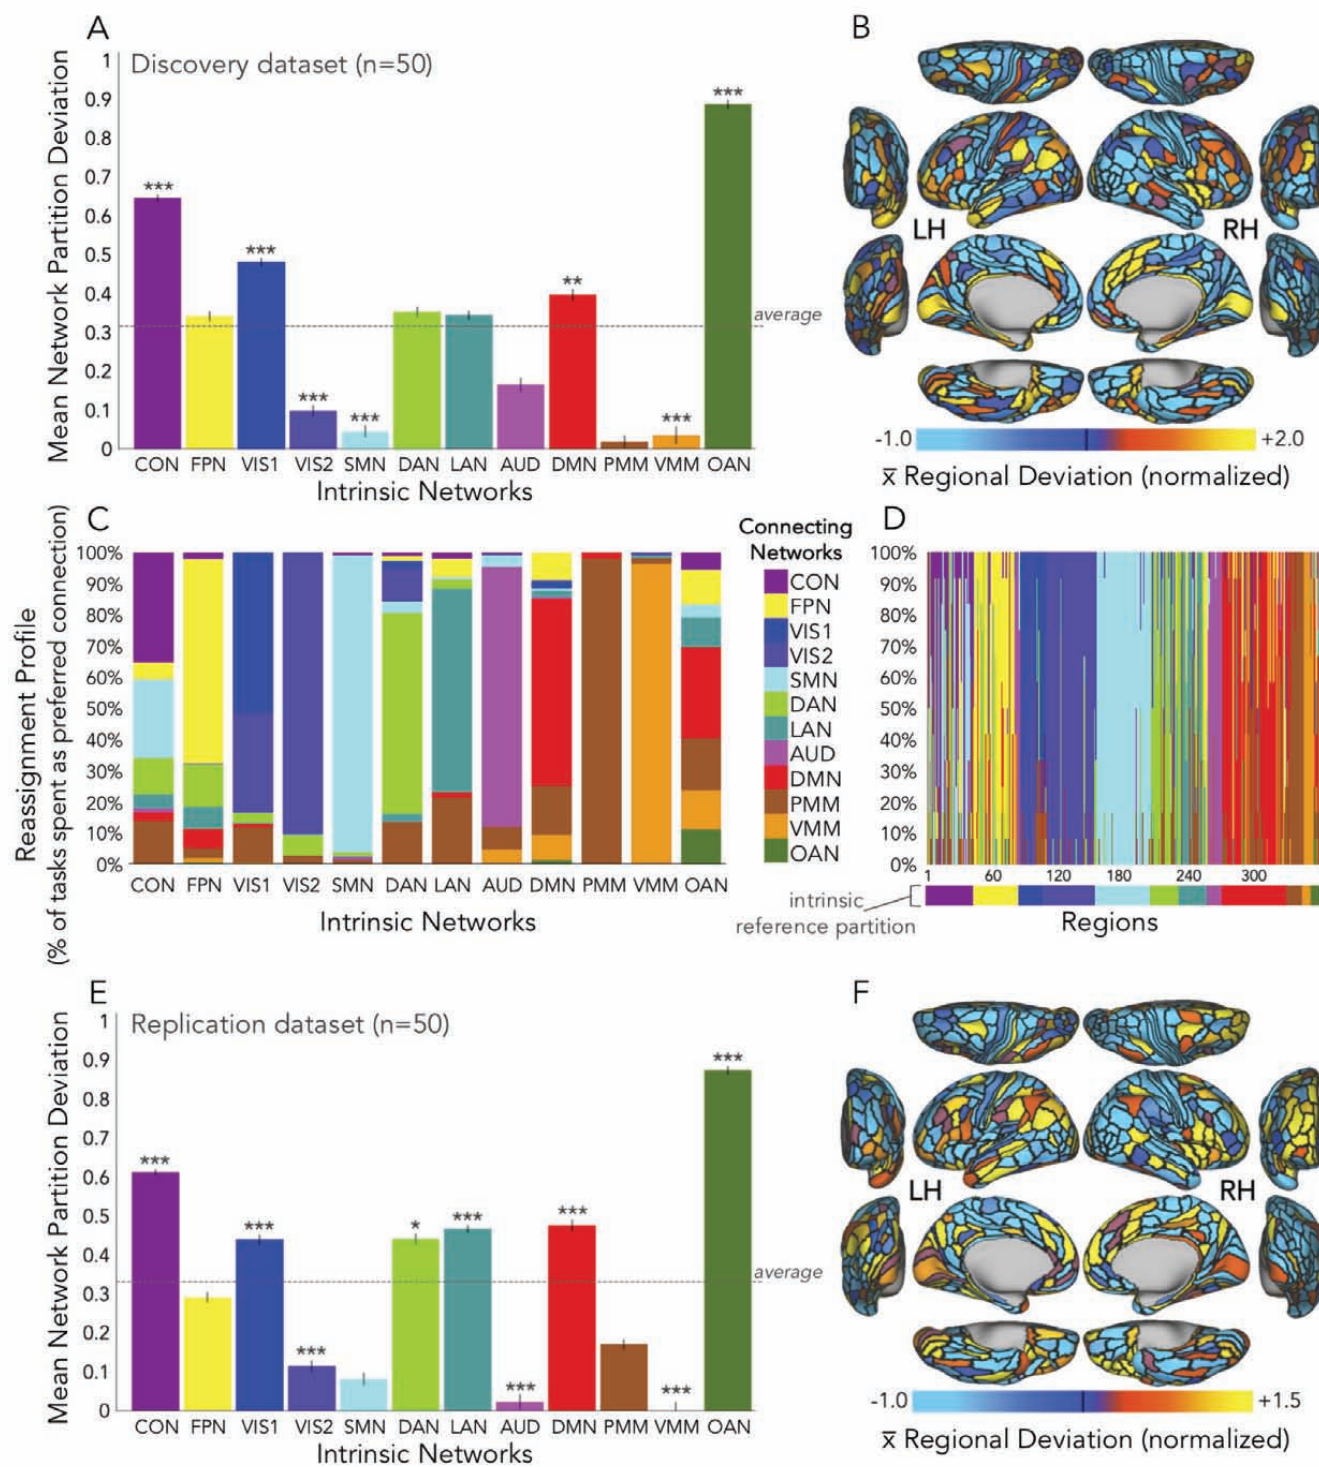 A
Discovery dataset (n=50)
Mean Network Partition Deviation
1
0.9
0.8
0.7
0.6
0.5
0.4
0.3
0.2
0.1
0
***
***
***
***
**
***
***
average
CON FPN VIS1 VIS2 SMN DAN LAN AUD DMN PMM VMM OAN
Intrinsic Networks
B
LH RH
-1.0 +2.0
x̅ Regional Deviation (normalized)
C
Reassignment Profile
(% of tasks spent as preferred connection)
100%
90%
80%
70%
60%
50%
40%
30%
20%
10%
0%
CON FPN VIS1 VIS2 SMN DAN LAN AUD DMN PMM VMM OAN
Intrinsic Networks
Connecting
Networks
CON
FPN
VIS1
VIS2
SMN
DAN
LAN
AUD
DMN
PMM
VMM
OAN
D
100%
90%
80%
70%
60%
50%
40%
30%
20%
10%
0%
1 60 120 180 240 300
intrinsic
reference partition
Regions
E
Replication dataset (n=50)
Mean Network Partition Deviation
1
0.9
0.8
0.7
0.6
0.5
0.4
0.3
0.2
0.1
0
***
***
***
*
***
***
***
***
***
average
CON FPN VIS1 VIS2 SMN DAN LAN AUD DMN PMM VMM OAN
Intrinsic Networks
F
LH RH
-1.0 +1.5
x̅ Regional Deviation (normalized)